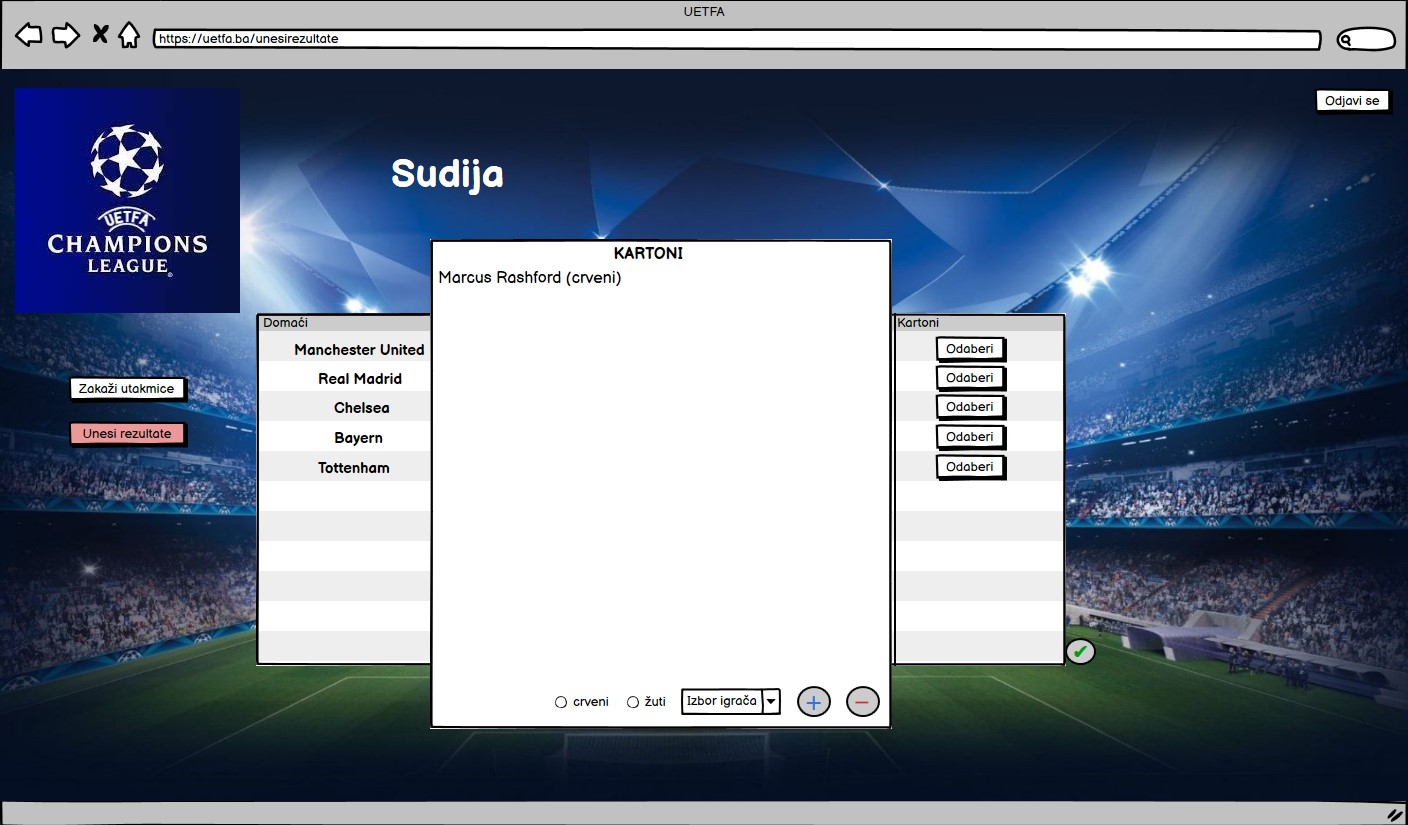 UETFA
https://uetfa.ba/unesirezultate
Odjavi se
UETFA
CHAMPIONS
LEAGUE®
Sudija
KARTONI
Marcus Rashford (crveni)
Domaći
Kartoni
Manchester United
Odaberi
Real Madrid
Odaberi
Chelsea
Odaberi
Bayern
Odaberi
Tottenham
Odaberi
Zakaži utakmice
Unesi rezultate
crveni
žuti
Izbor igrača